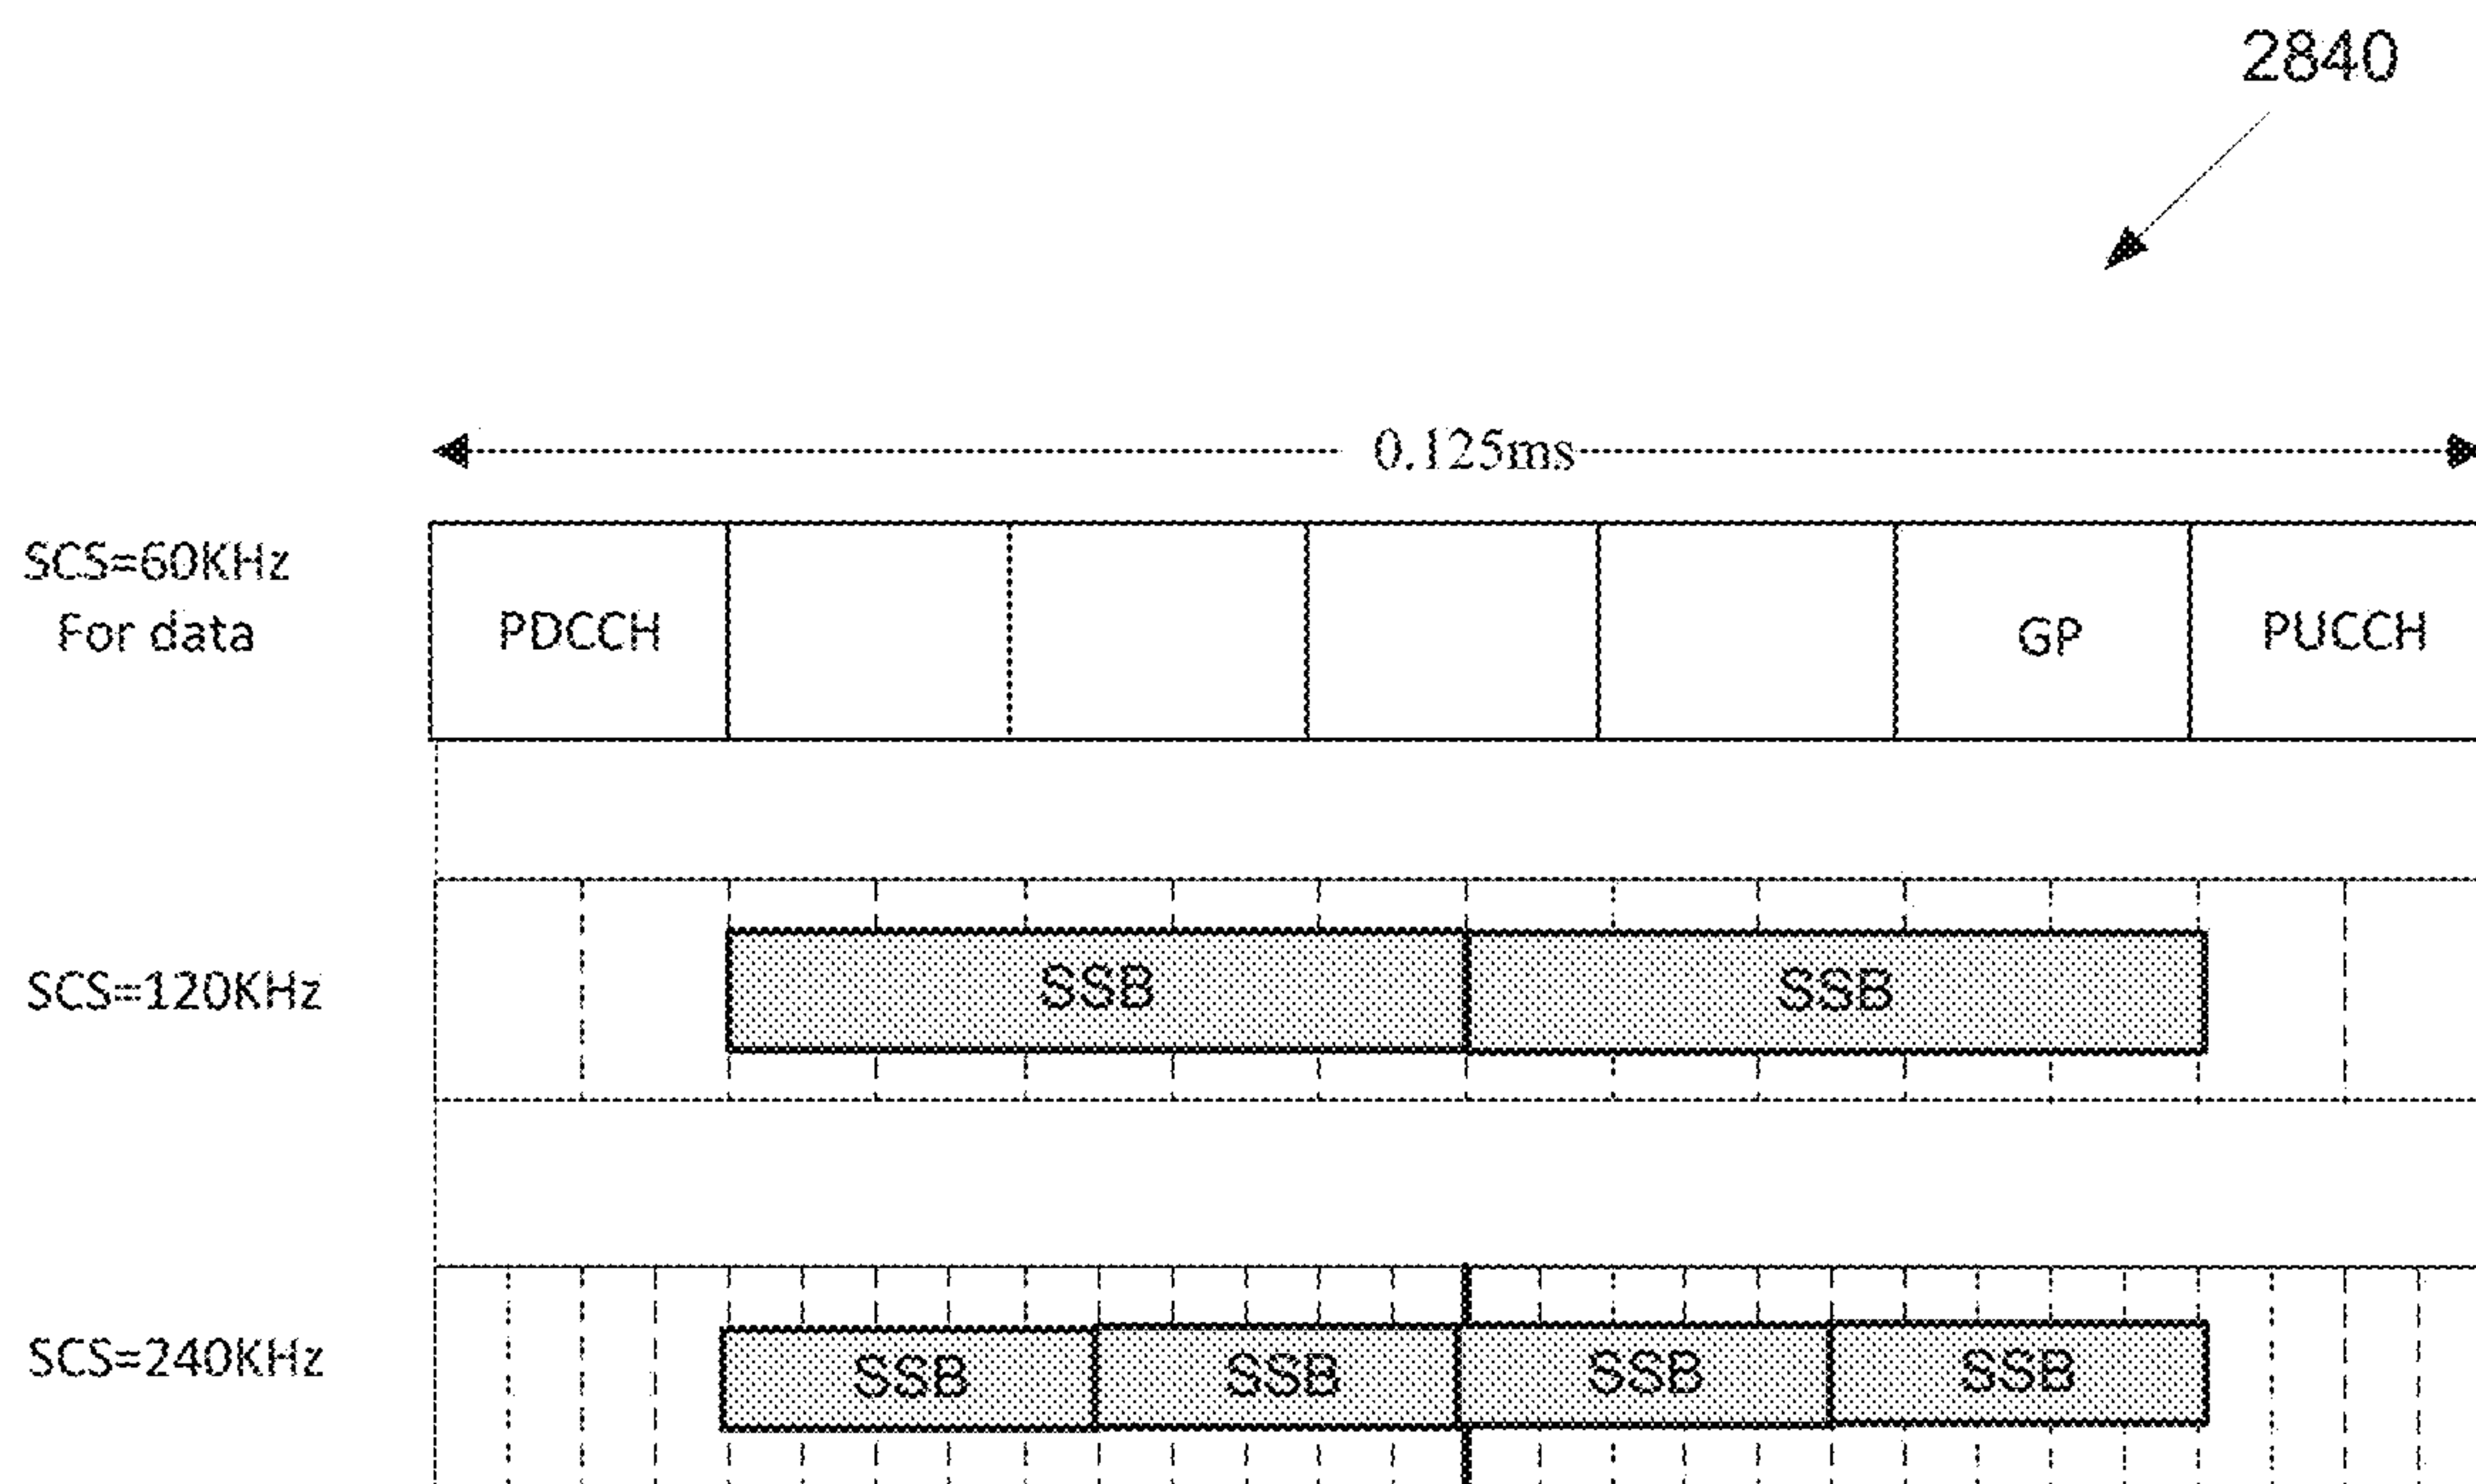 2840
0.125ms
SCS=60KHz
For data
PDCCH
GP
PUCCH
SCS=120KHz
SSB
SSB
SCS=240KHz
SSB
SSB
SSB
SSB